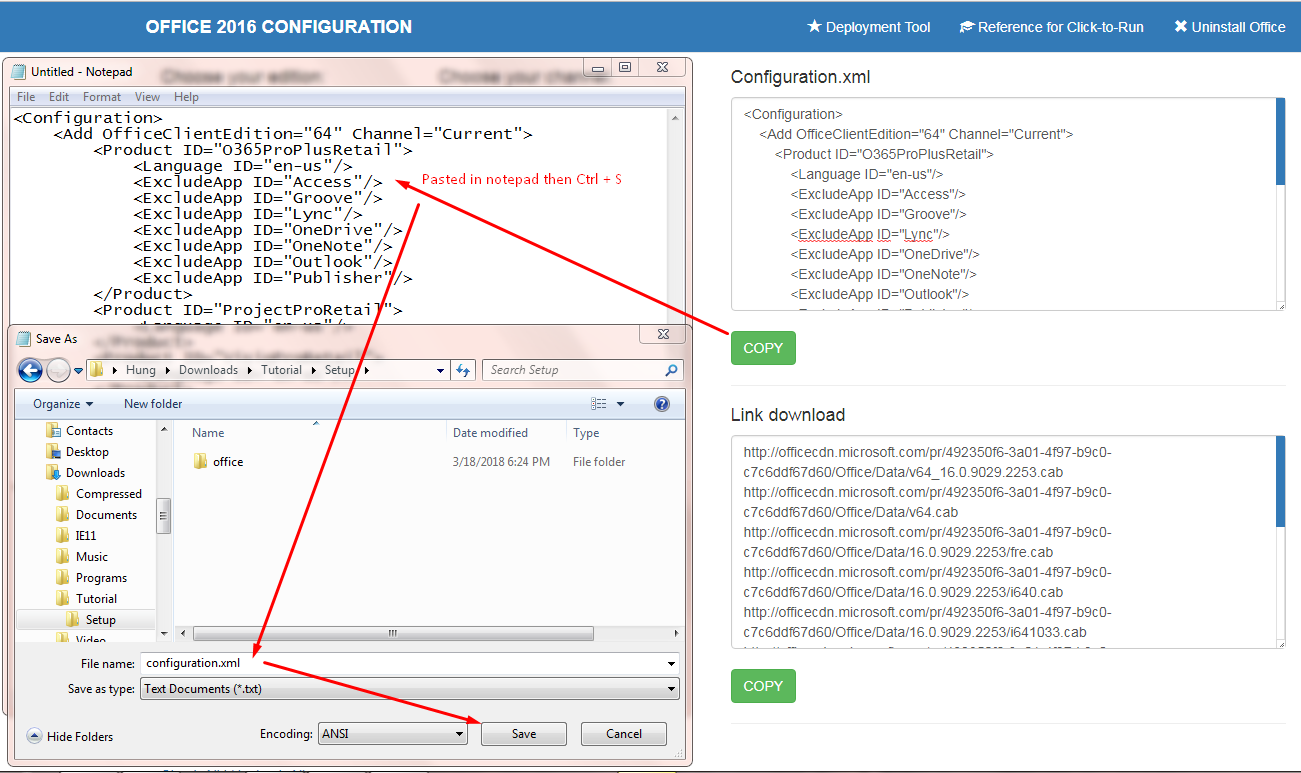 OFFICE 2016 CONFIGURATION
Deployment Tool
Reference for Click-to-Run
Uninstall Office
Untitled - Notepad
Choose your edition:
Choose your channel
File Edit Format View Help
<Configuration>
<Add OfficeClientEdition="64" Channel="Current">
<Product ID="O365ProPlusRetail">
<Language ID="en-us"/>
<ExcludeApp ID="Access"/>
<ExcludeApp ID="Groove"/>
<ExcludeApp ID="Lync"/>
<ExcludeApp ID="OneDrive"/>
<ExcludeApp ID="OneNote"/>
<ExcludeApp ID="Outlook"/>
<ExcludeApp ID="Publisher"/>
</Product>
<Product ID="ProjectProRetail">
<Language ID="en-us"/>
Pasted in notepad then Ctrl + S
Save As
Hung
Downloads
Tutorial
Setup
Search Setup
Organize
New folder
Contacts
Desktop
Downloads
Compressed
Documents
IE11
Music
Programs
Tutorial
Setup
Video
Name
Date modified
Type
office
3/18/2018 6:24 PM
File folder
File name:
configuration.xml
Save as type:
Text Documents (*.txt)
Hide Folders
Encoding:
ANSI
Save
Cancel
Configuration.xml
<Configuration>
<Add OfficeClientEdition="64" Channel="Current">
<Product ID="O365ProPlusRetail">
<Language ID="en-us"/>
<ExcludeApp ID="Access"/>
<ExcludeApp ID="Groove"/>
<ExcludeApp ID="Lync"/>
<ExcludeApp ID="OneDrive"/>
<ExcludeApp ID="OneNote"/>
<ExcludeApp ID="Outlook"/>
COPY
Link download
http://officecdn.microsoft.com/pr/492350f6-3a01-4f97-b9c0-
c7c6ddf67d60/Office/Data/v64_16.0.9029.2253.cab
http://officecdn.microsoft.com/pr/492350f6-3a01-4f97-b9c0-
c7c6ddf67d60/Office/Data/v64.cab
http://officecdn.microsoft.com/pr/492350f6-3a01-4f97-b9c0-
c7c6ddf67d60/Office/Data/16.0.9029.2253/fre.cab
http://officecdn.microsoft.com/pr/492350f6-3a01-4f97-b9c0-
c7c6ddf67d60/Office/Data/16.0.9029.2253/i640.cab
http://officecdn.microsoft.com/pr/492350f6-3a01-4f97-b9c0-
c7c6ddf67d60/Office/Data/16.0.9029.2253/i641033.cab
COPY